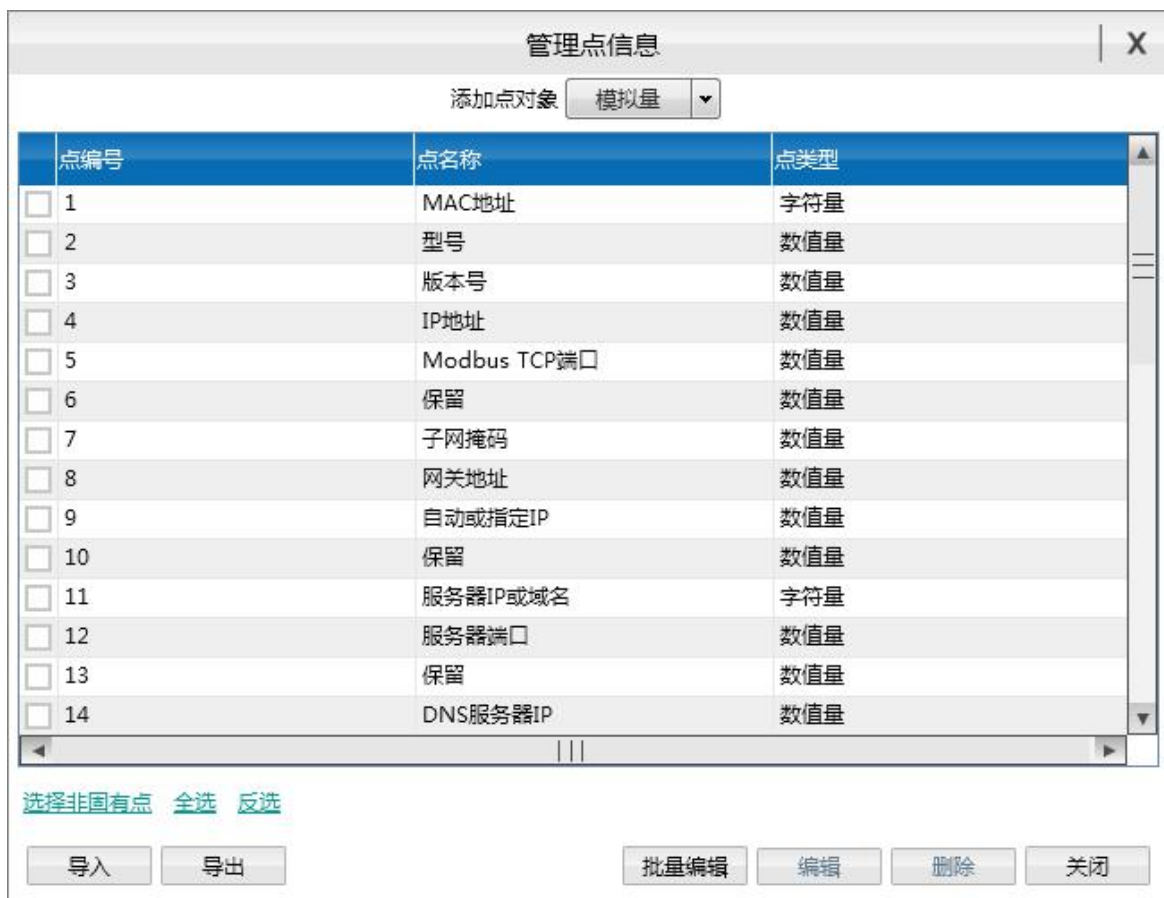 管理点信息 X
添加点对象 模拟量
点编号 点名称 点类型
1 MAC地址 字符量
2 型号 数值量
3 版本号 数值量
4 IP地址 数值量
5 Modbus TCP端口 数值量
6 保留 数值量
7 子网掩码 数值量
8 网关地址 数值量
9 自动或指定IP 数值量
10 保留 数值量
11 服务器IP或域名 字符量
12 服务器端口 数值量
13 保留 数值量
14 DNS服务器IP 数值量
选择非固有点 全选 反选
导入 导出 批量编辑 编辑 删除 关闭